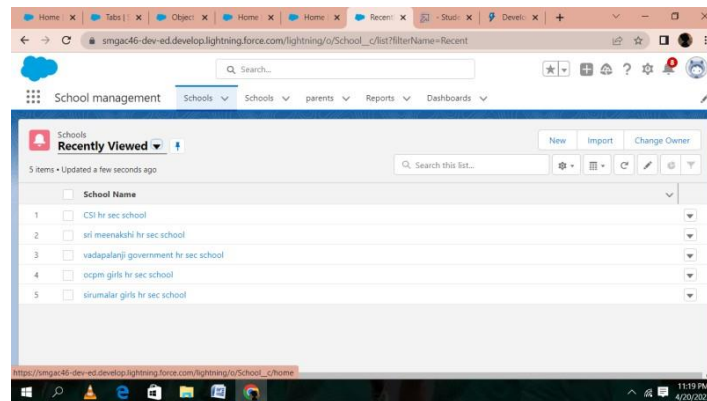 Home
Tabs |
Object
Home
Home
Recent
- Stude
Develo
smgac46-dev-ed.develop.lightning.force.com/lightning/o/School__c/list?filterName=Recent
Search...
School management
Schools
Schools
parents
Reports
Dashboards
Schools
Recently Viewed
New
Import
Change Owner
5 items • Updated a few seconds ago
Search this list...
School Name
1 CSI hr sec school
2 sri meenakshi hr sec school
3 vadapalanji government hr sec school
4 ocpm girls hr sec school
5 sirumalar girls hr sec school
https://smgac46-dev-ed.develop.lightning.force.com/lightning/o/School__c/home
11:19 PM
4/20/202